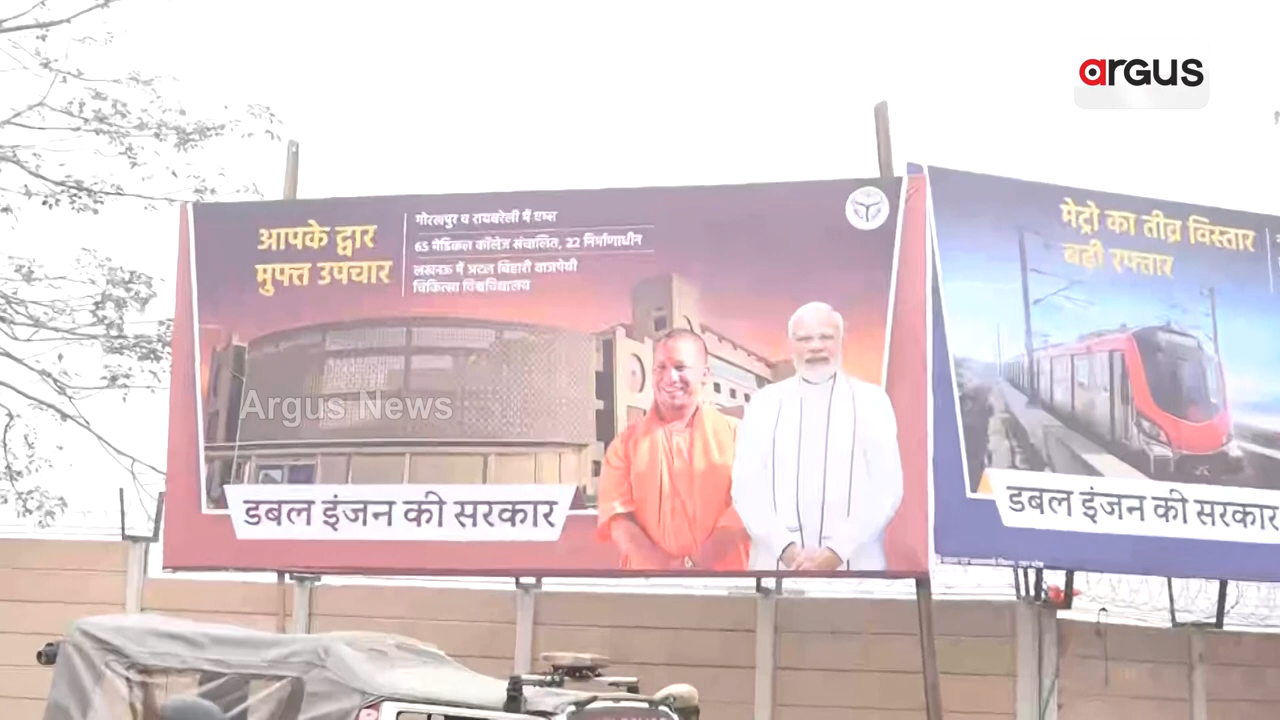 argus
आपके द्वार
मुफ्त उपचार
गोरखपुर व रायबरेली में एम्स
65 मेडिकल कॉलेज संचालित, 22 निर्माणाधीन
लखनऊ में अटल बिहारी वाजपेयी
चिकित्सा विश्वविद्यालय
Argus News
डबल इंजन की सरकार
मेट्रो का तीव्र विस्तार
बढ़ी रफ्तार
डबल इंजन की सरकार